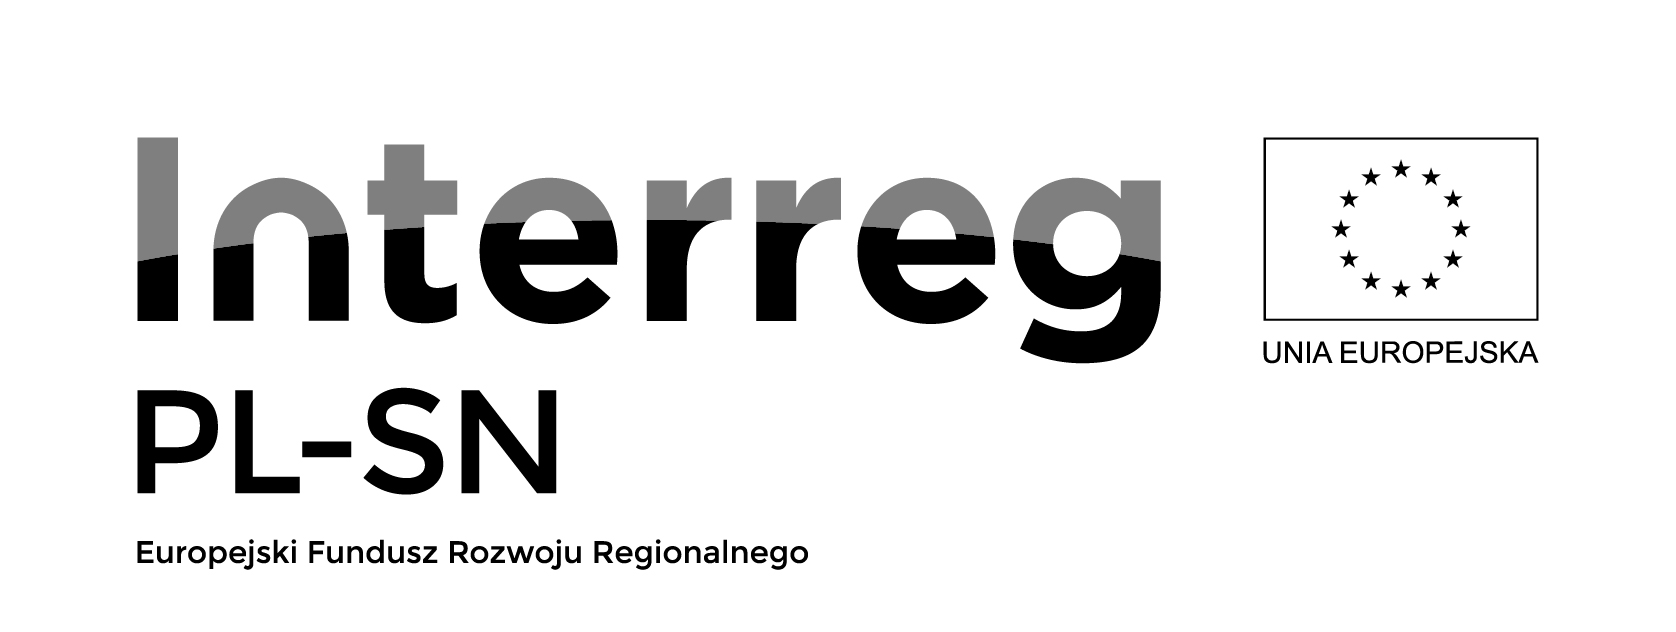 Interreg
UNIA EUROPEJSKA
PL-SN
Europejski Fundusz Rozwoju Regionalnego